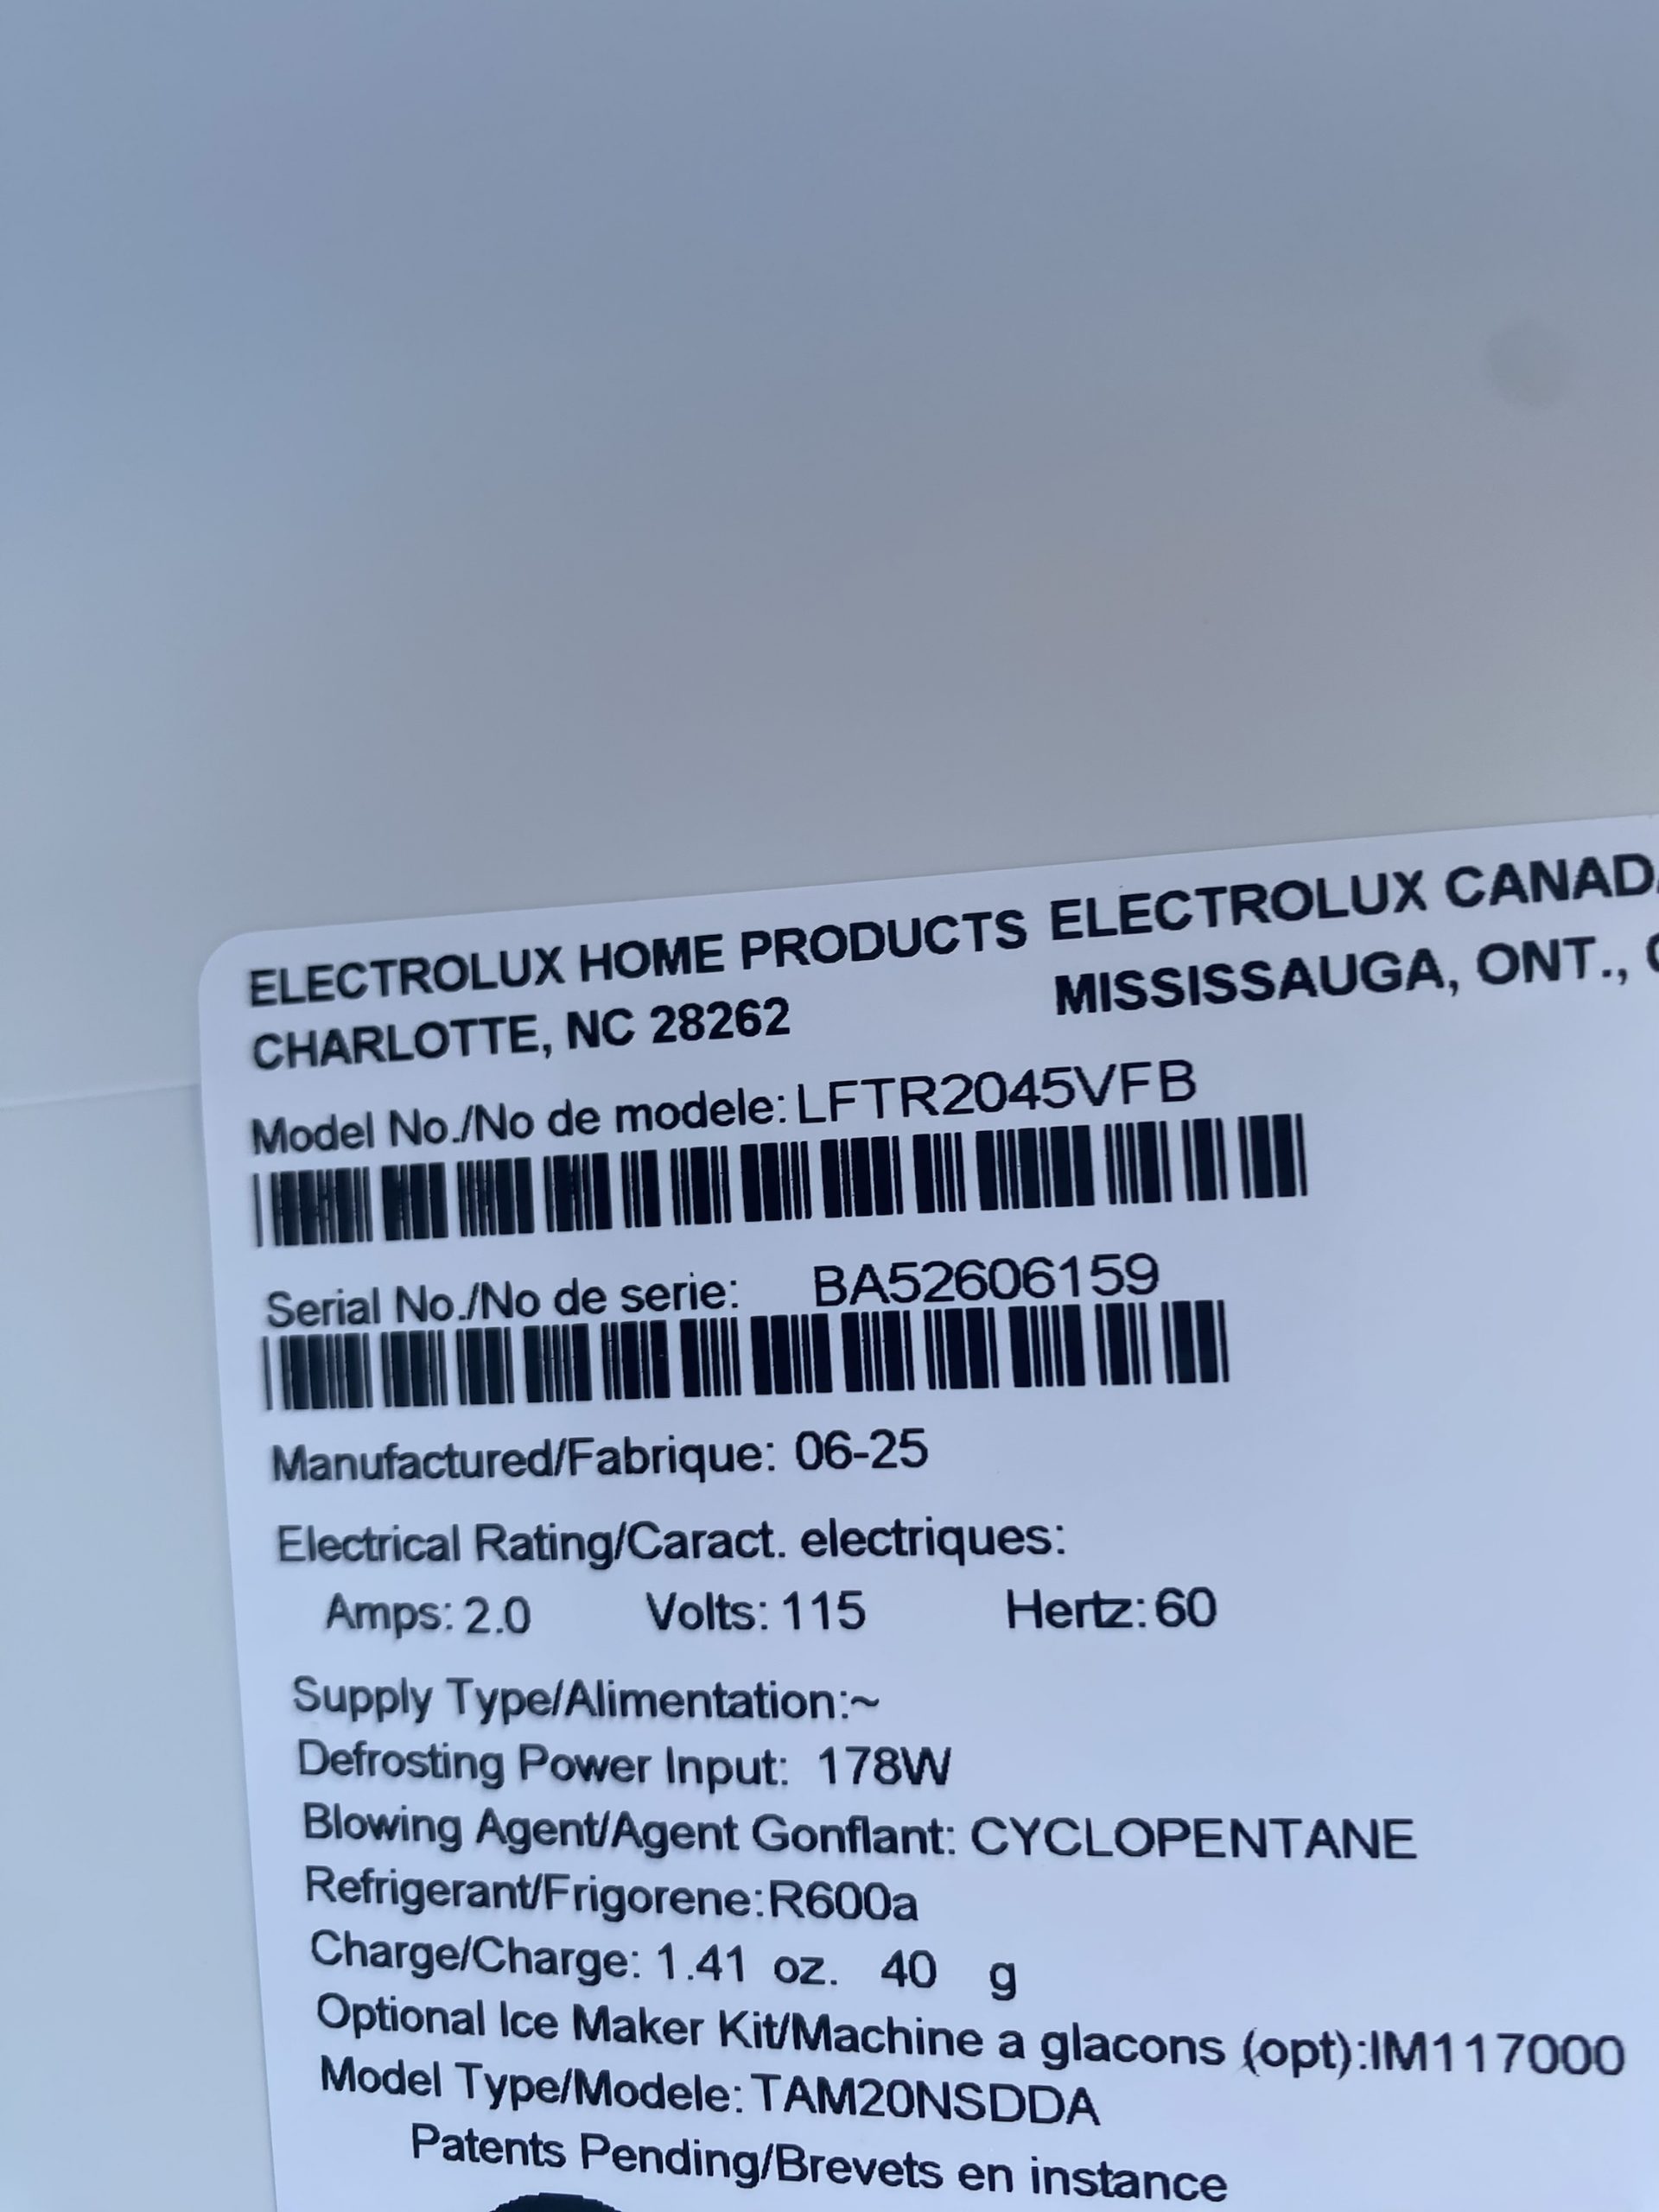 ELECTROLUX HOME PRODUCTS ELECTROLUX CANAD
CHARLOTTE, NC 28262 MISSISSAUGA, ONT.,
Model No./No de modele: LFTR2045VFB
Serial No./No de serie: BA52606159
Manufactured/Fabrique: 06-25
Electrical Rating/Caract. electriques:
Amps: 2.0 Volts: 115 Hertz: 60
Supply Type/Alimentation:~
Defrosting Power Input: 178W
Blowing Agent/Agent Gonflant: CYCLOPENTANE
Refrigerant/Frigorene:R600a
Charge/Charge: 1.41 oz. 40 g
Optional Ice Maker Kit/Machine a glacons (opt):IM117000
Model Type/Modele: TAM20NSDDA
Patents Pending/Brevets en instance